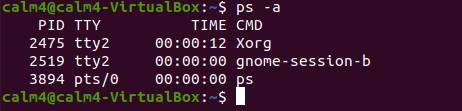 calm4@calm4-VirtualBox:~$ ps -a
    PID TTY          TIME CMD
   2475 tty2     00:00:12 Xorg
   2519 tty2     00:00:00 gnome-session-b
   3894 pts/0    00:00:00 ps
calm4@calm4-VirtualBox:~$